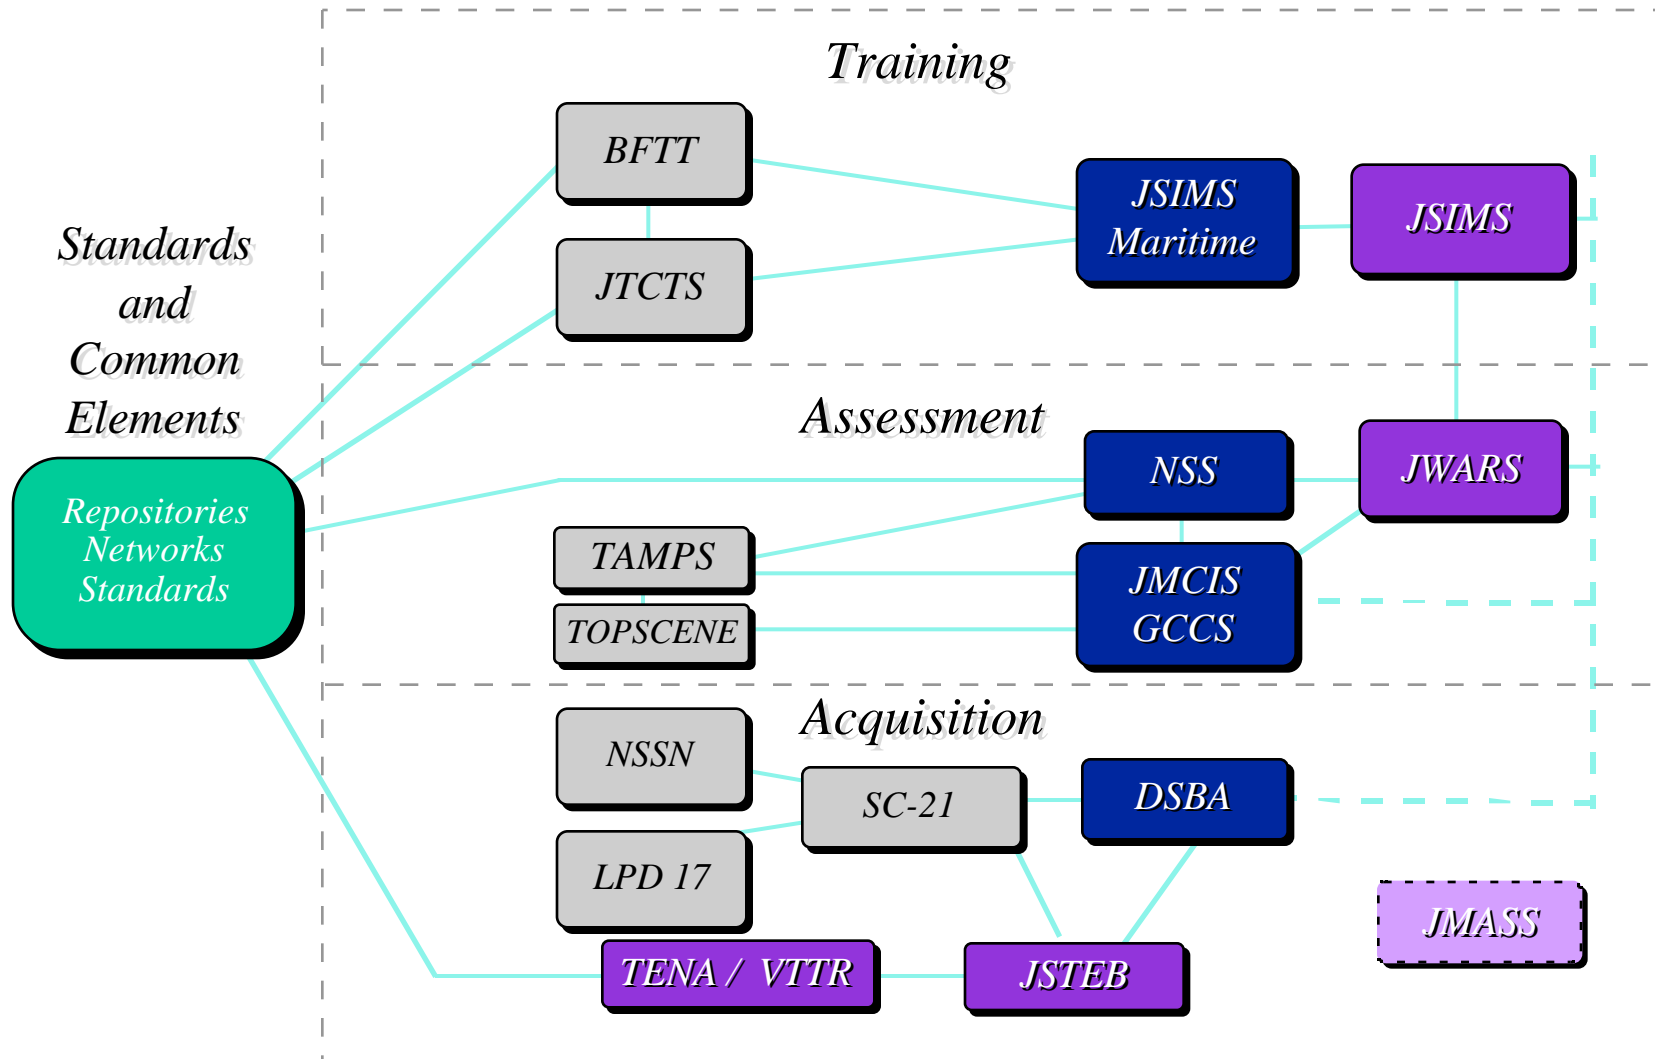 Training
BFTT
JTCTS
JSIMS
Maritime
JSIMS
Standards
and
Common
Elements
Repositories
Networks
Standards
Assessment
NSS
JWARS
TAMPS
TOPSCENE
JMCIS
GCCS
Acquisition
NSSN
SC-21
DSBA
LPD 17
JMASS
TENA / VTTR
JSTEB